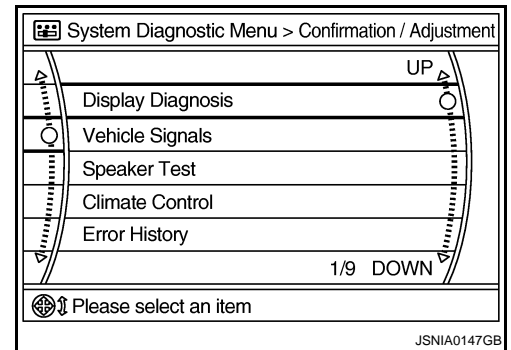 System Diagnostic Menu > Confirmation / Adjustment
UP
Display Diagnosis
Vehicle Signals
Speaker Test
Climate Control
Error History
1/9 DOWN
Please select an item
JSNIA0147GB